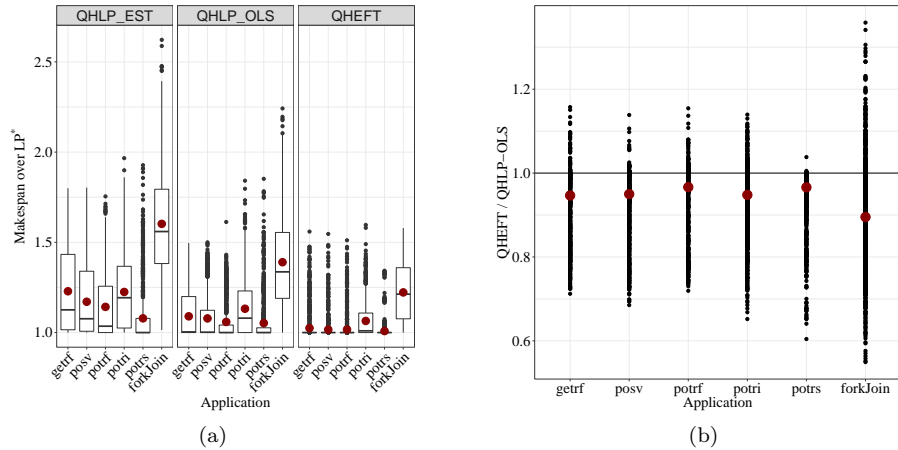 QHLP_EST QHLP_OLS QHEFT
Makespan over LP*
2.5
2.0
1.5
1.0
getrf posv potrf potri potrs forkJoin getrf posv potrf potri potrs forkJoin getrf posv potrf potri potrs forkJoin
Application
(a)
QHEFT / QHLP−OLS
1.2
1.0
0.8
0.6
getrf posv potrf potri potrs forkJoin
Application
(b)